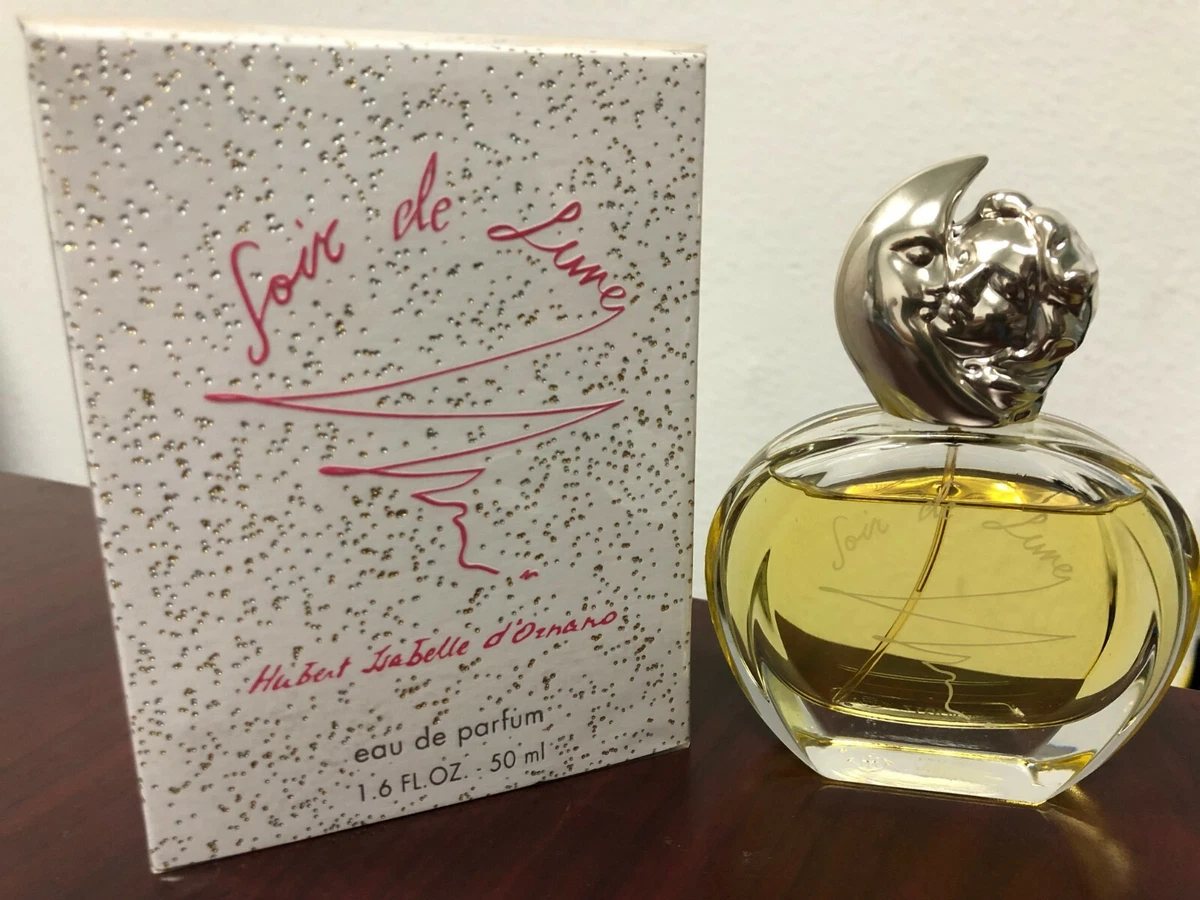 Soir de Lune
Hubert Isabelle d'Ornano
eau de parfum
1.6 FL.OZ. - 50 ml
Soir de Lune